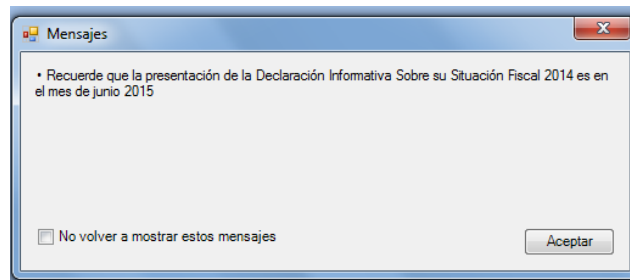 Mensajes
• Recuerde que la presentación de la Declaración Informativa Sobre su Situación Fiscal 2014 es en
el mes de junio 2015
No volver a mostrar estos mensajes
Aceptar